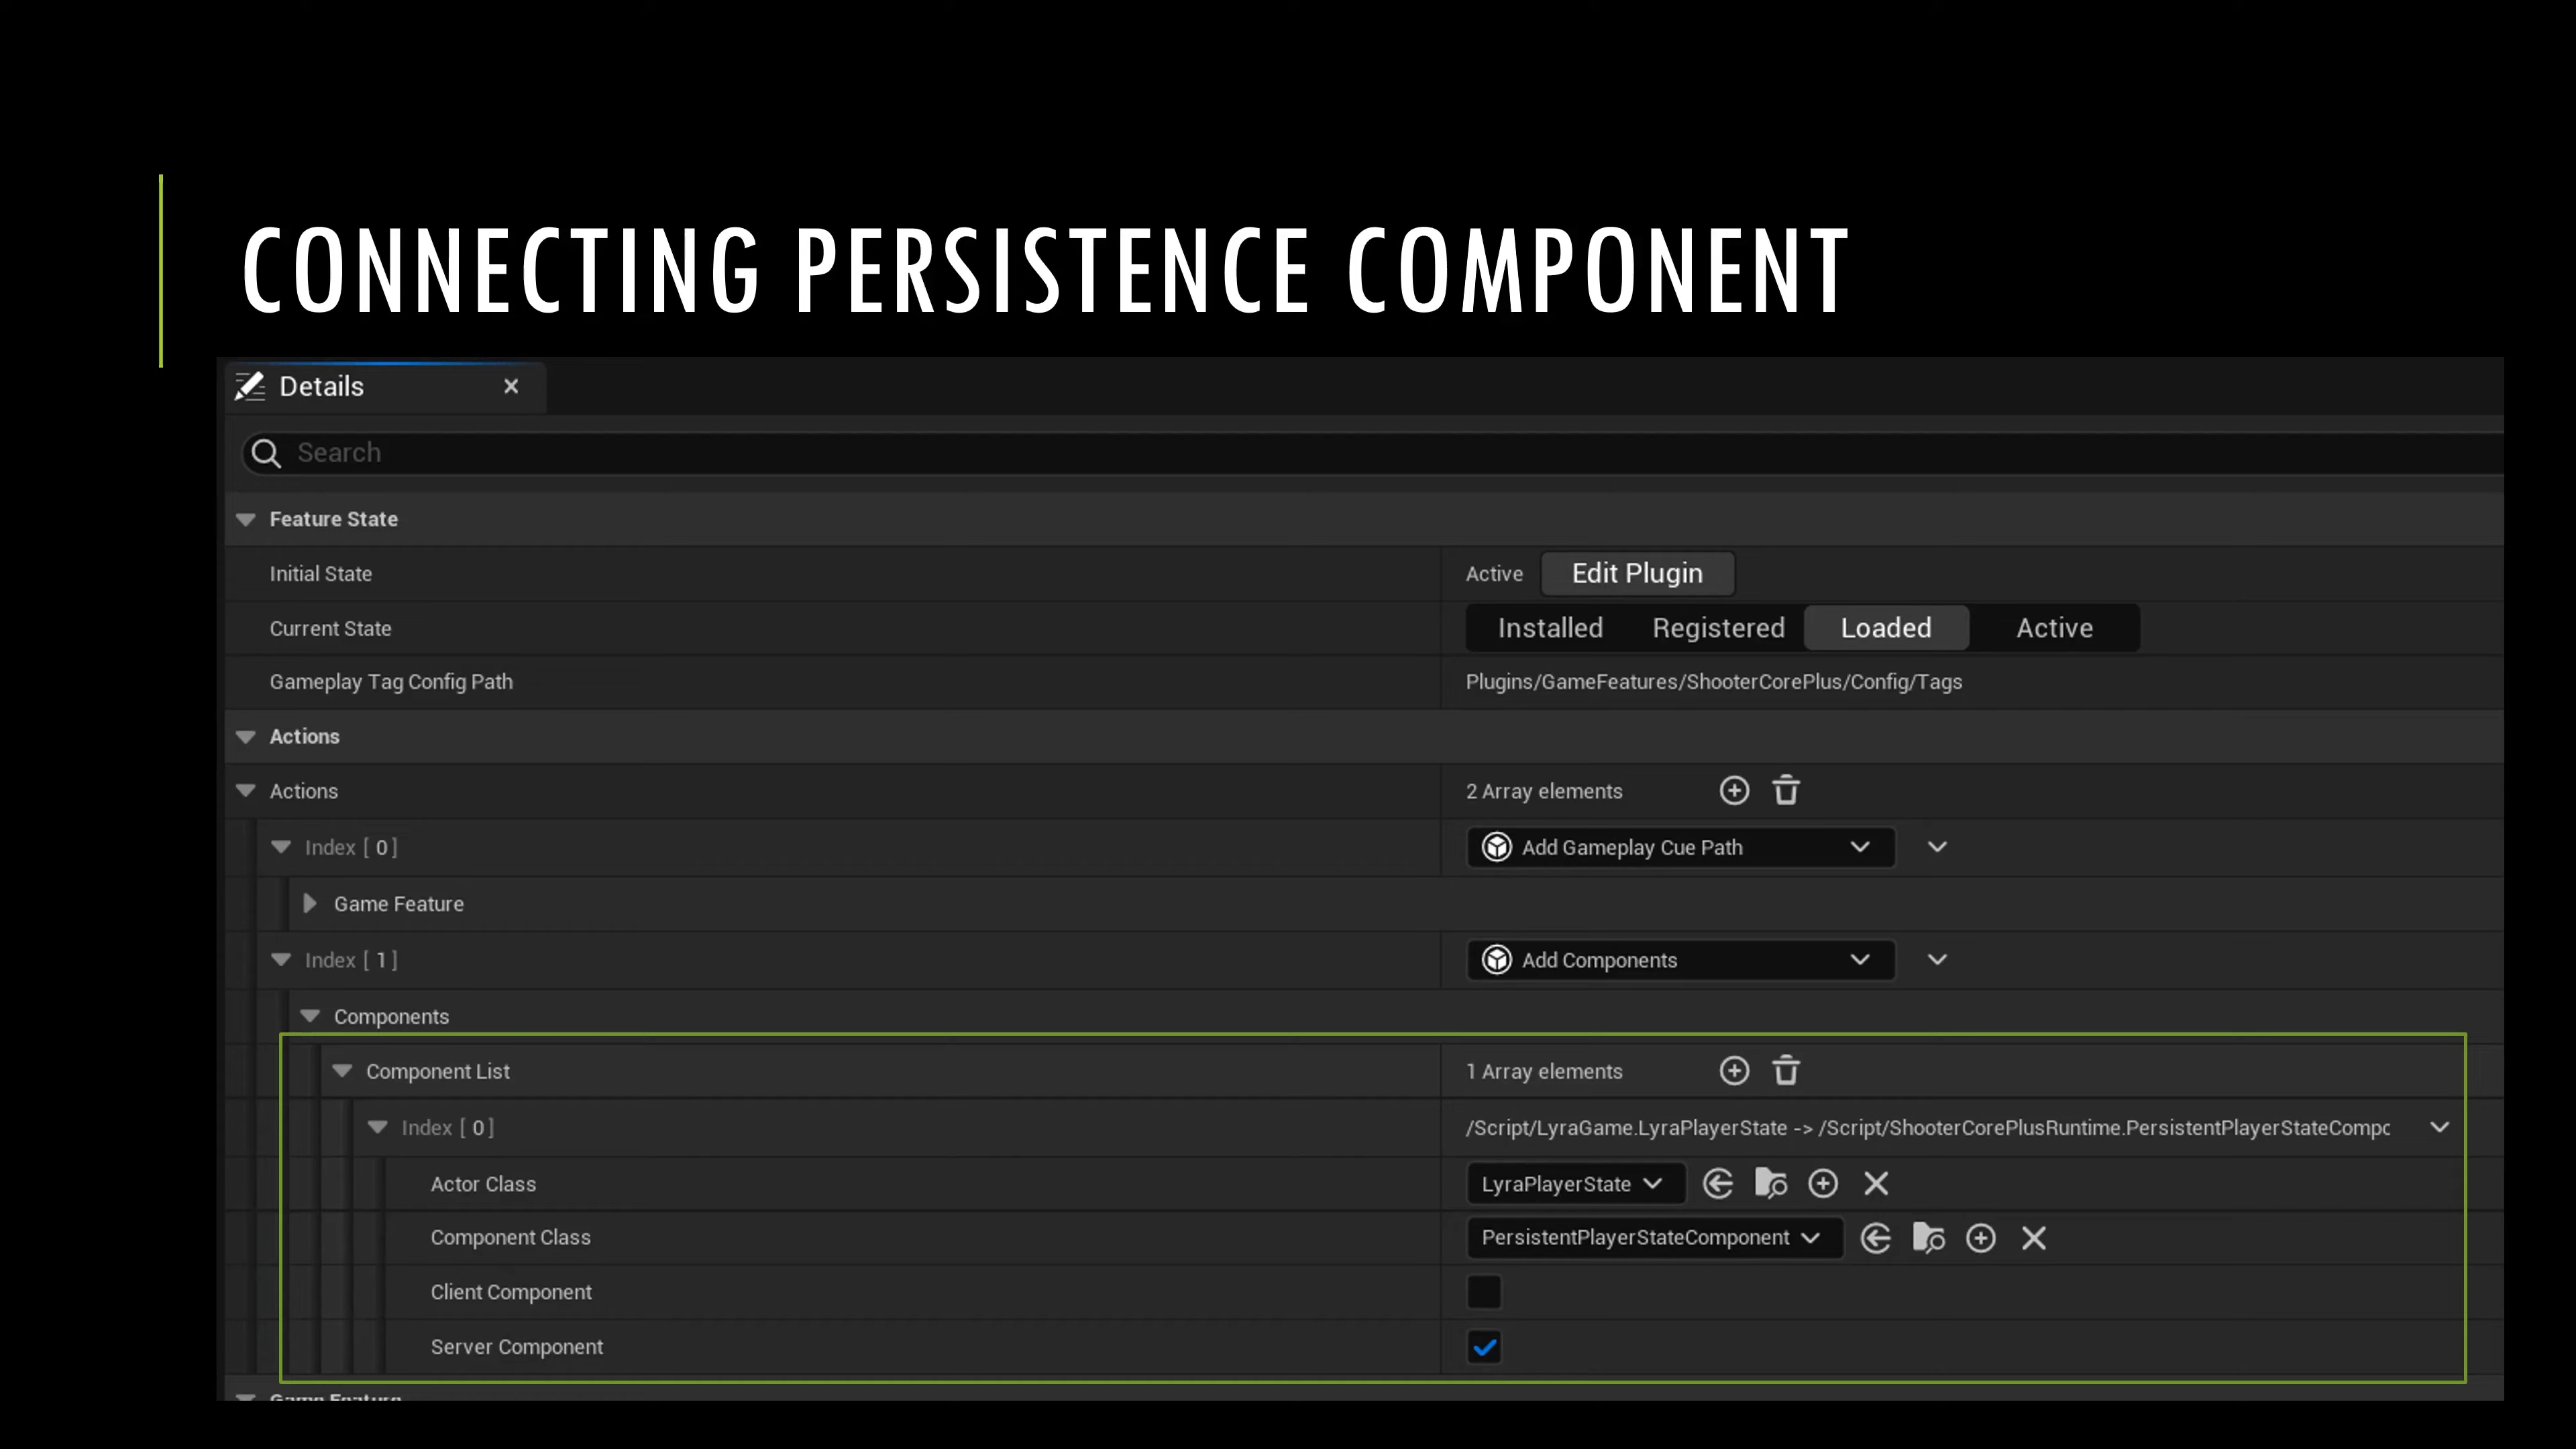 CONNECTING PERSISTENCE COMPONENT
Details
Search
Feature State
Initial State Active Edit Plugin
Current State Installed Registered Loaded Active
Gameplay Tag Config Path Plugins/GameFeatures/ShooterCorePlus/Config/Tags
Actions
Actions 2 Array elements
Index [ 0 ] Add Gameplay Cue Path
Game Feature
Index [ 1 ] Add Components
Components
Component List 1 Array elements
Index [ 0 ] /Script/LyraGame.LyraPlayerState -> /Script/ShooterCorePlusRuntime.PersistentPlayerStateCompc
Actor Class LyraPlayerState
Component Class PersistentPlayerStateComponent
Client Component
Server Component
Game Feature